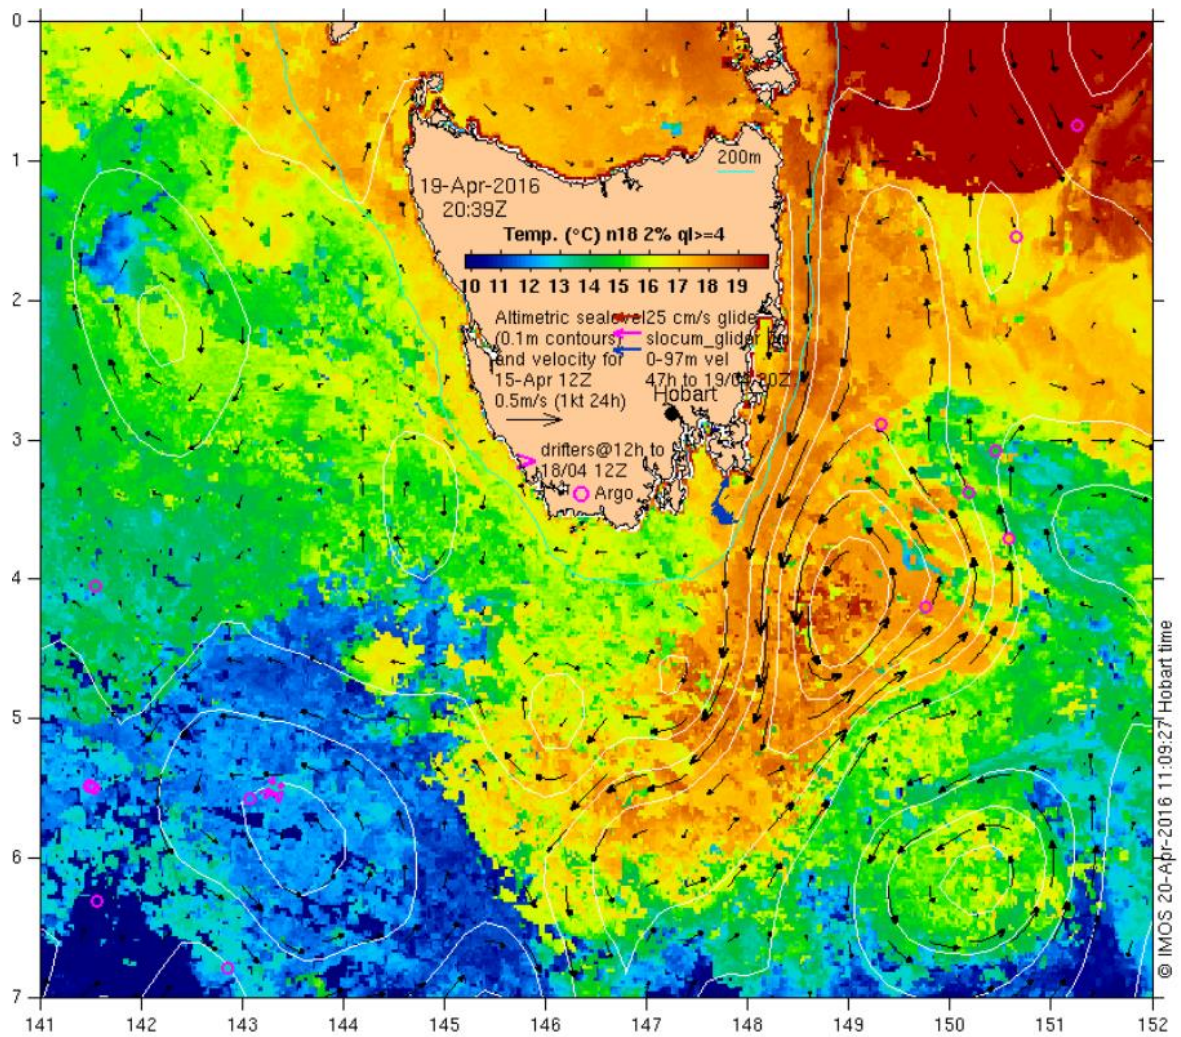 0
1
2
3
4
5
6
7
141 142 143 144 145 146 147 148 149 150 151 152
200m
19-Apr-2016
20:39Z
Temp. (°C) n18 2% ql>=4
10 11 12 13 14 15 16 17 18 19
Altimetric sealevel
(0.1m contours)
and velocity for
15-Apr 12Z
0.5m/s (1kt 24h)
25 cm/s glide
slocum_glider
0-97m vel
47h to
Hobart
drifters@12h to
18/04 12Z
Argo
© IMOS 20-Apr-2016 11:09:27 Hobart time